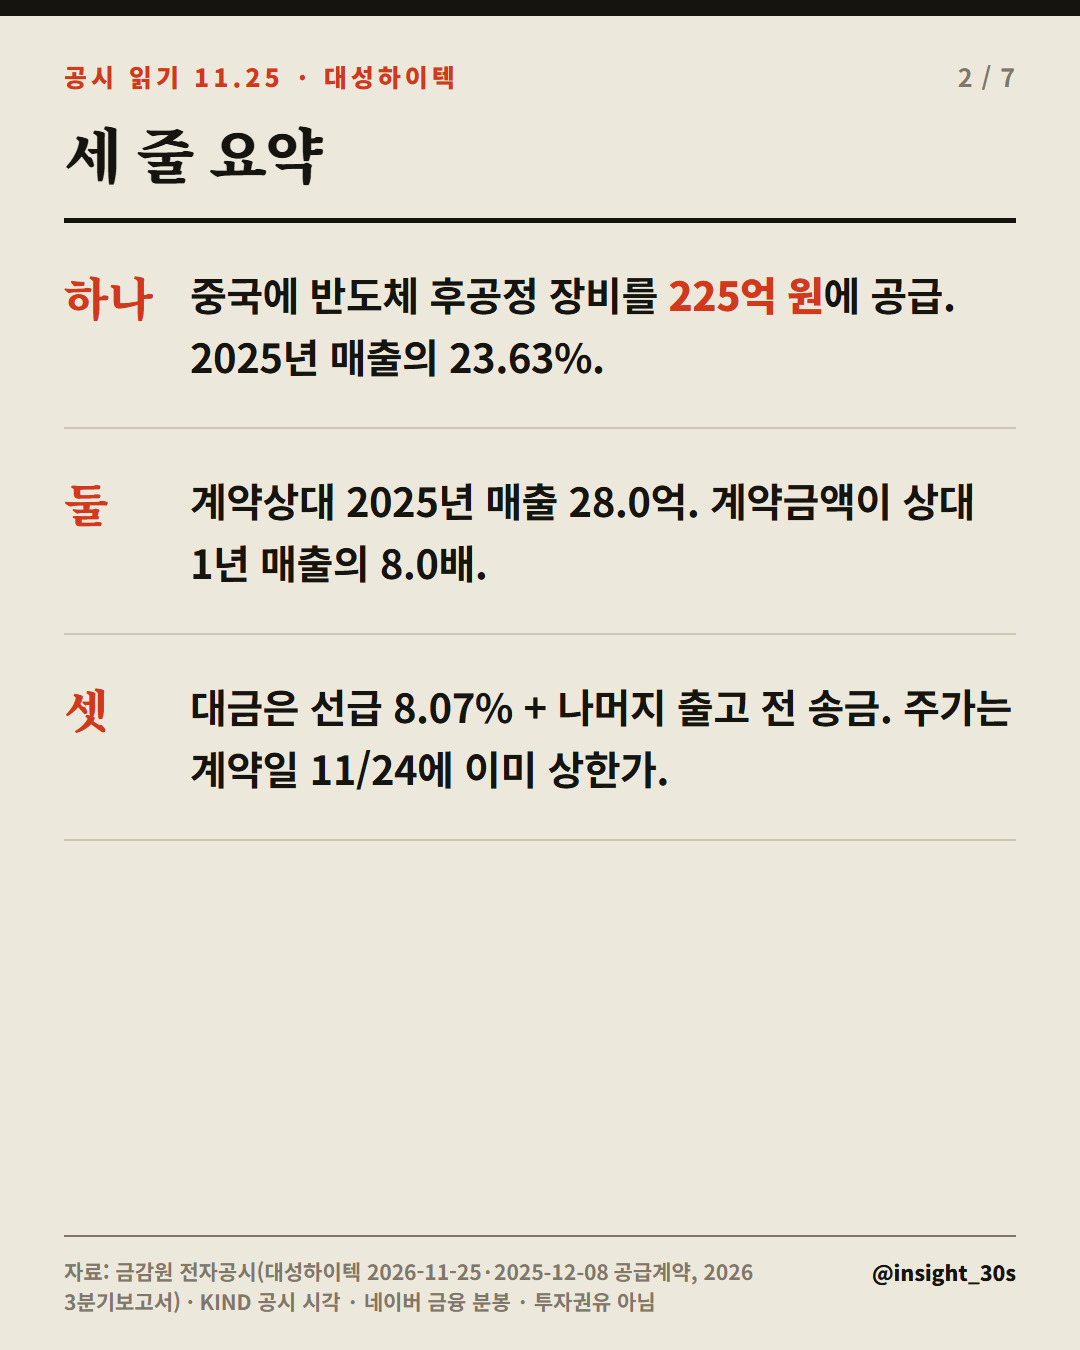 공시 읽기 11.25 · 대성하이텍
2 / 7
세 줄 요약
하나
중국에 반도체 후공정 장비를 225억 원에 공급.
2025년 매출의 23.63%.
둘
계약상대 2025년 매출 28.0억. 계약금액이 상대
1년 매출의 8.0배.
셋
대금은 선급 8.07% + 나머지 출고 전 송금. 주가는
계약일 11/24에 이미 상한가.
자료: 금감원 전자공시(대성하이텍 2026-11-25·2025-12-08 공급계약, 2026
3분기보고서) · KIND 공시 시각 · 네이버 금융 분봉 · 투자권유 아님
@insight_30s